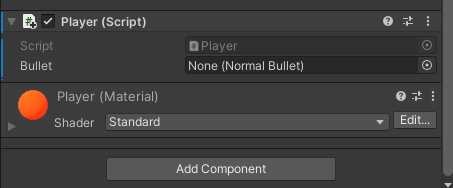 Player (Script)
Script Player
Bullet None (Normal Bullet)
Player (Material)
Shader Standard Edit...
Add Component